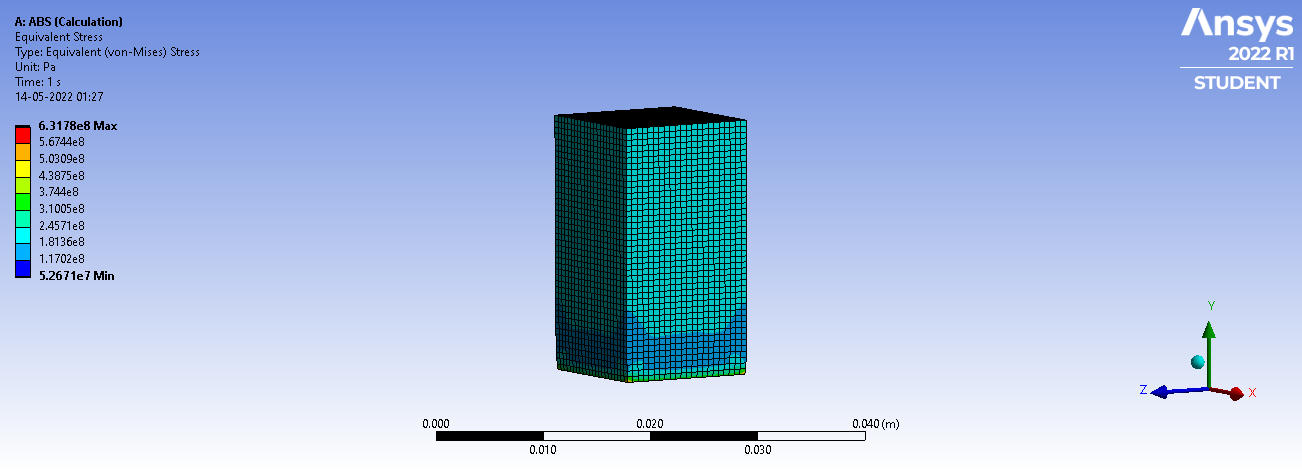 A: ABS (Calculation)
Equivalent Stress
Type: Equivalent (von-Mises) Stress
Unit: Pa
Time: 1 s
14-05-2022 01:27
6.3178e8 Max
5.6744e8
5.0309e8
4.3875e8
3.744e8
3.1005e8
2.4571e8
1.8136e8
1.1702e8
5.2671e7 Min
Ansys
2022 R1
STUDENT
Y
Z
X
0.000
0.020
0.040 (m)
0.010
0.030